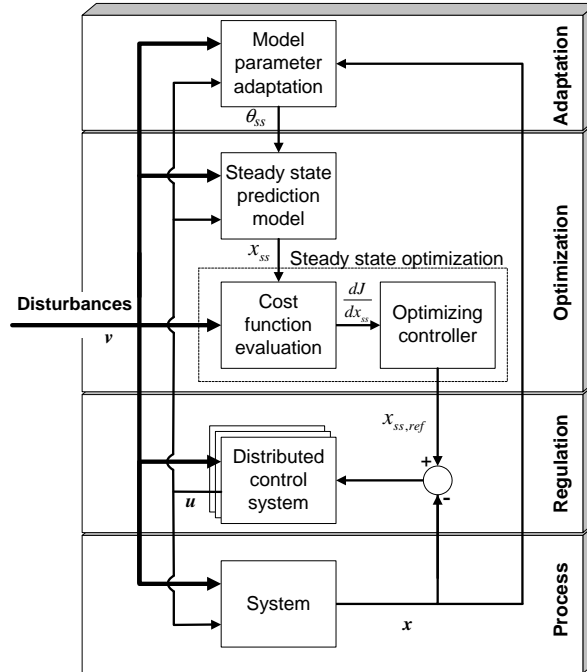 Model
parameter
adaptation
Adaptation
θss
Steady state
prediction
model
xss
Steady state optimization
Optimization
Disturbances
v
Cost
function
evaluation
dJ
dxss
Optimizing
controller
xss,ref
+
-
Distributed
control
system
u
Regulation
System
x
Process